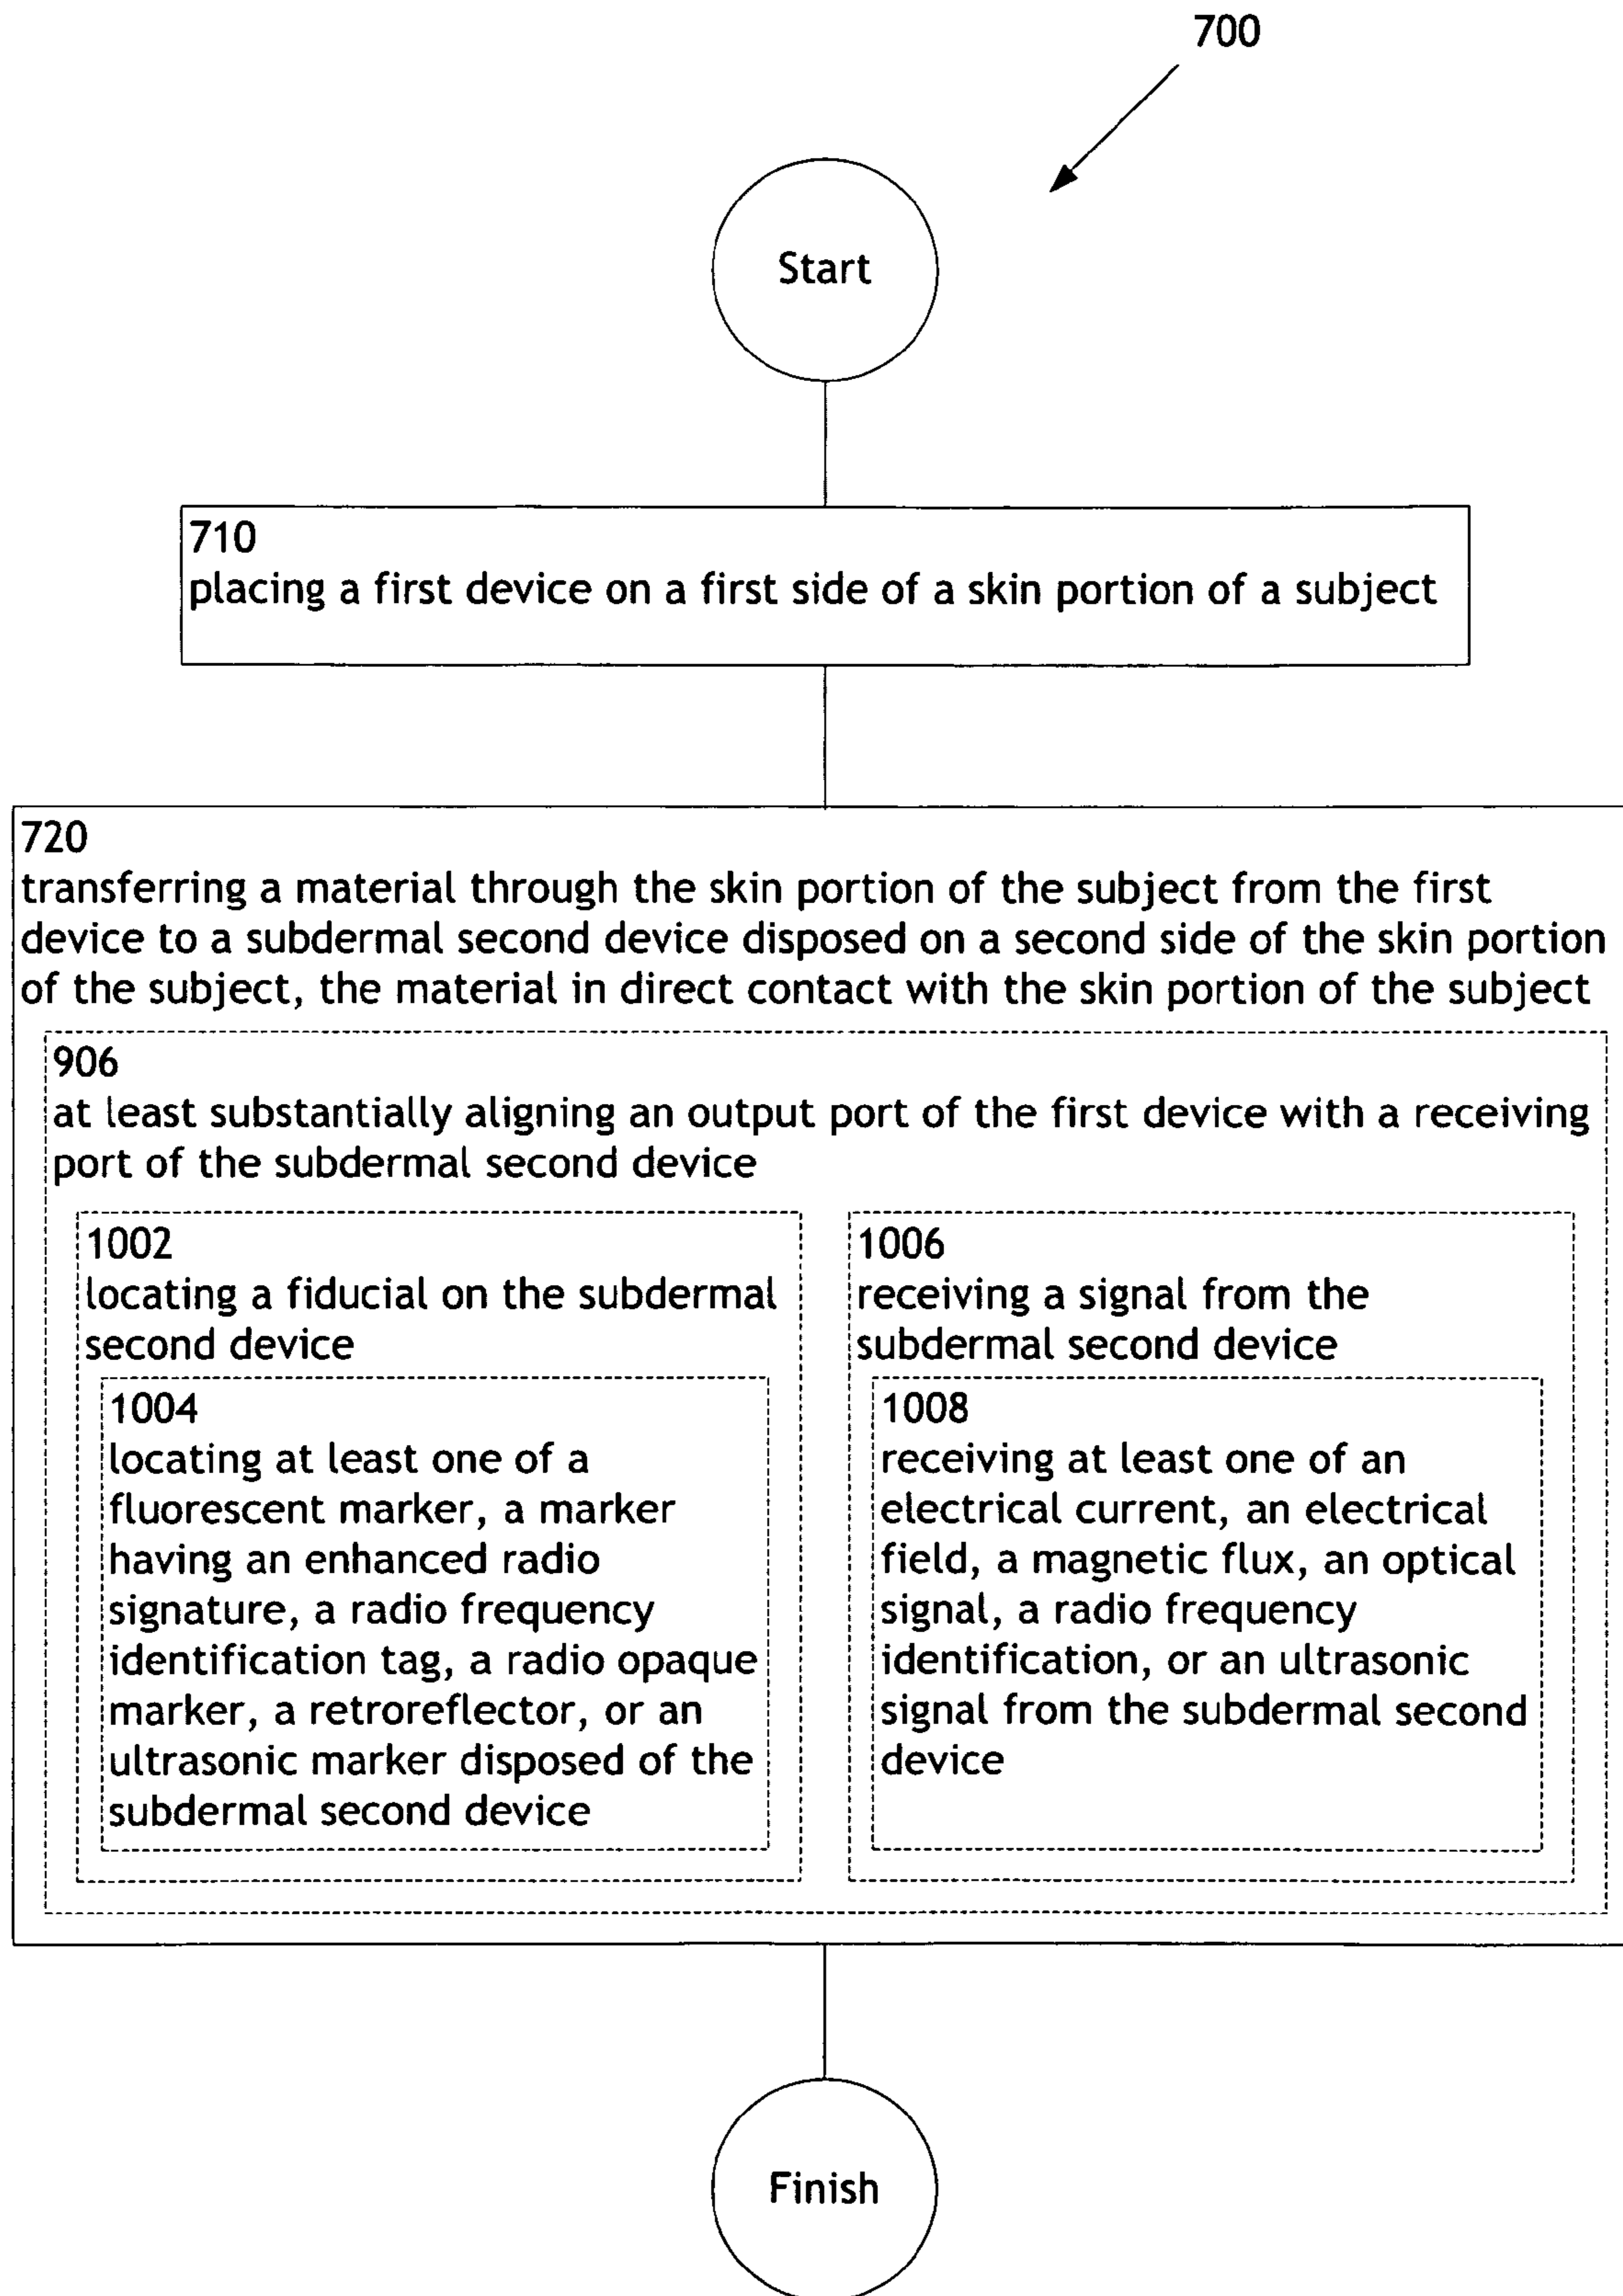 700
Start
710
placing a first device on a first side of a skin portion of a subject
720
transferring a material through the skin portion of the subject from the first
device to a subdermal second device disposed on a second side of the skin portion
of the subject, the material in direct contact with the skin portion of the subject
906
at least substantially aligning an output port of the first device with a receiving
port of the subdermal second device
1002
locating a fiducial on the subdermal
second device
1004
locating at least one of a
fluorescent marker, a marker
having an enhanced radio
signature, a radio frequency
identification tag, a radio opaque
marker, a retroreflector, or an
ultrasonic marker disposed of the
subdermal second device
1006
receiving a signal from the
subdermal second device
1008
receiving at least one of an
electrical current, an electrical
field, a magnetic flux, an optical
signal, a radio frequency
identification, or an ultrasonic
signal from the subdermal second
device
Finish